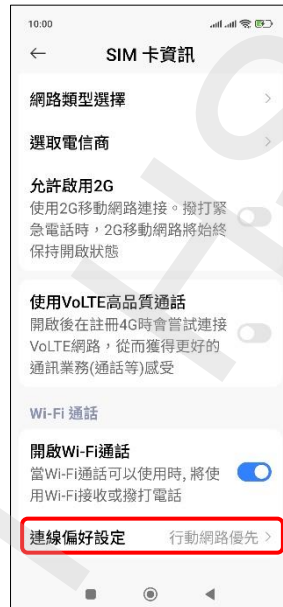 10:00
SIM 卡資訊
網路類型選擇
選取電信商
允許啟用2G
使用2G移動網路連接。撥打緊
急電話時，2G移動網路將始終
保持開啟狀態
使用VoLTE高品質通話
開啟後在註冊4G時會嘗試連接
VoLTE網路，從而獲得更好的
通訊業務(通話等)感受
Wi-Fi 通話
開啟Wi-Fi通話
當Wi-Fi通話可以使用時, 將使
用Wi-Fi接收或撥打電話
連線偏好設定 行動網路優先